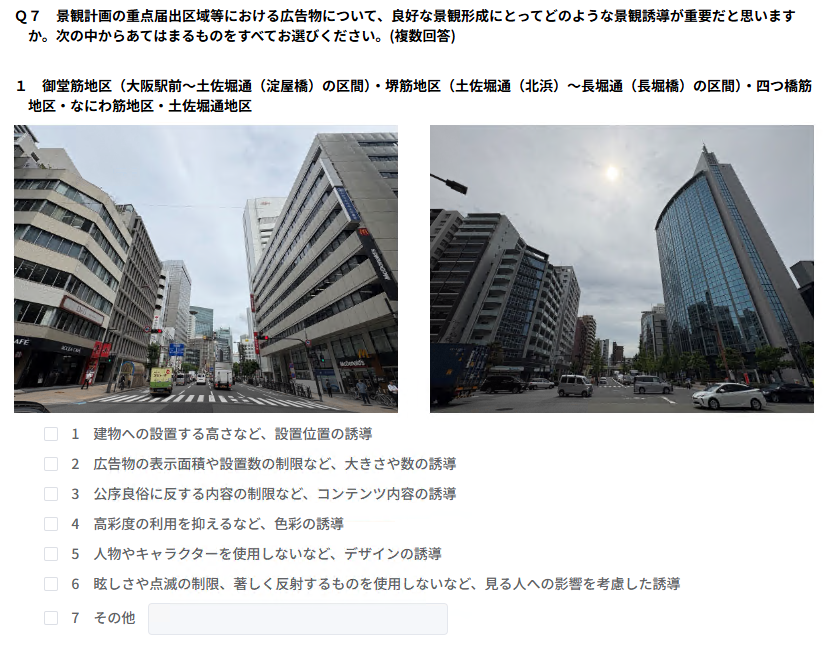 Ｑ７　景観計画の重点届出区域等における広告物について、良好な景観形成にとってどのような景観誘導が重要だと思います
か。次の中からあてはまるものをすべてお選びください。(複数回答)
１　御堂筋地区（大阪駅前～土佐堀通（淀屋橋）の区間）・堺筋地区（土佐堀通（北浜）～長堀通（長堀橋）の区間）・四つ橋筋
地区・なにわ筋地区・土佐堀通地区
McDonald's
1　建物への設置する高さなど、設置位置の誘導
2　広告物の表示面積や設置数の制限など、大きさや数の誘導
3　公序良俗に反する内容の制限など、コンテンツ内容の誘導
4　高彩度の利用を抑えるなど、色彩の誘導
5　人物やキャラクターを使用しないなど、デザインの誘導
6　眩しさや点滅の制限、著しく反射するものを使用しないなど、見る人への影響を考慮した誘導
7　その他